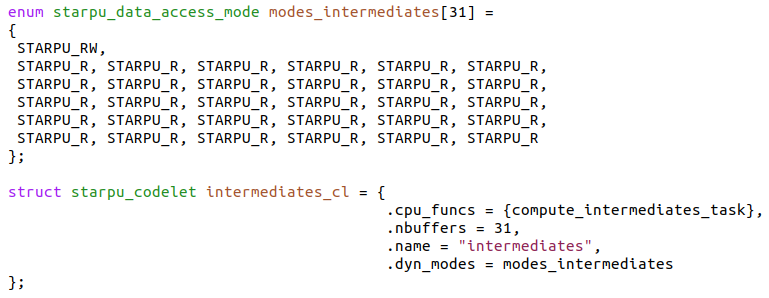 enum starpu_data_access_mode modes_intermediates[31] =
{
STARPU_RW,
STARPU_R, STARPU_R, STARPU_R, STARPU_R, STARPU_R, STARPU_R,
STARPU_R, STARPU_R, STARPU_R, STARPU_R, STARPU_R, STARPU_R,
STARPU_R, STARPU_R, STARPU_R, STARPU_R, STARPU_R, STARPU_R,
STARPU_R, STARPU_R, STARPU_R, STARPU_R, STARPU_R, STARPU_R,
STARPU_R, STARPU_R, STARPU_R, STARPU_R, STARPU_R, STARPU_R
};
struct starpu_codelet intermediates_cl = {
.cpu_funcs = {compute_intermediates_task},
.nbuffers = 31,
.name = "intermediates",
.dyn_modes = modes_intermediates
};